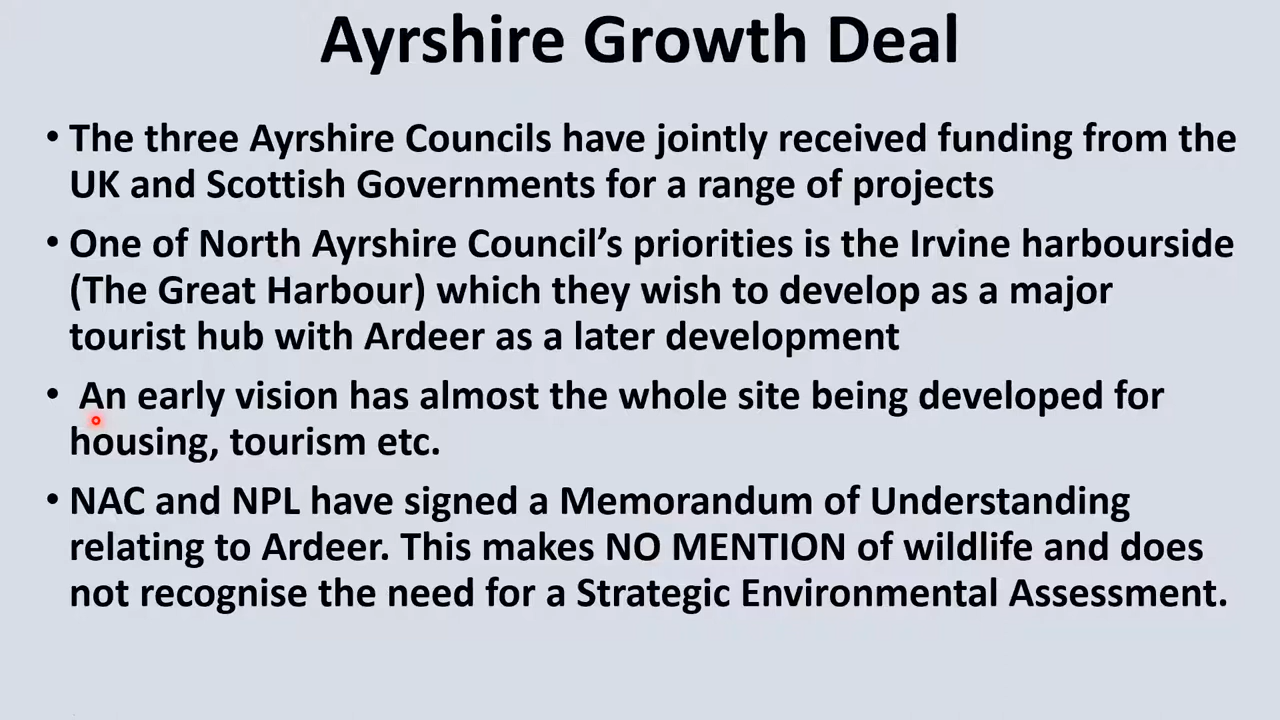 Ayrshire Growth Deal
• The three Ayrshire Councils have jointly received funding from the
UK and Scottish Governments for a range of projects
• One of North Ayrshire Council’s priorities is the Irvine harbourside
(The Great Harbour) which they wish to develop as a major
tourist hub with Ardeer as a later development
• An early vision has almost the whole site being developed for
housing, tourism etc.
• NAC and NPL have signed a Memorandum of Understanding
relating to Ardeer. This makes NO MENTION of wildlife and does
not recognise the need for a Strategic Environmental Assessment.